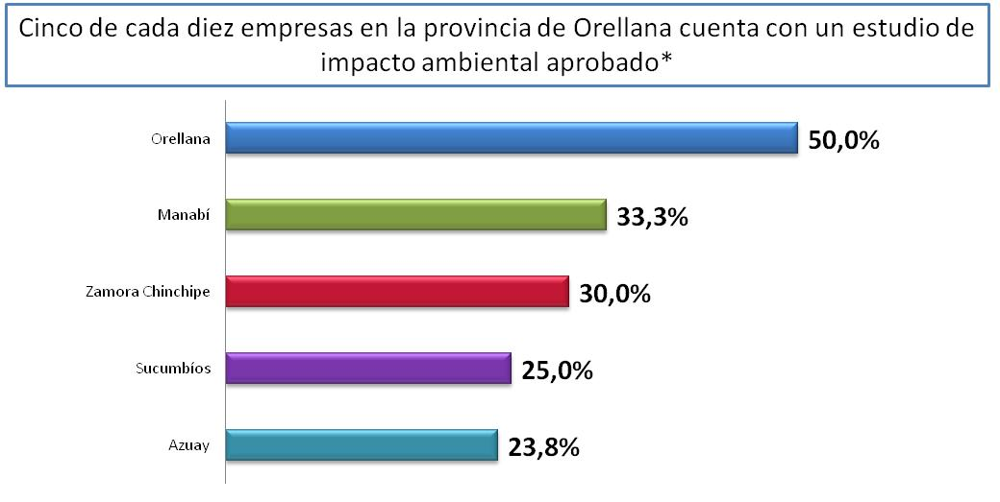 Cinco de cada diez empresas en la provincia de Orellana cuenta con un estudio de
impacto ambiental aprobado*
Orellana 50,0%
Manabí 33,3%
Zamora Chinchipe 30,0%
Sucumbíos 25,0%
Azuay 23,8%